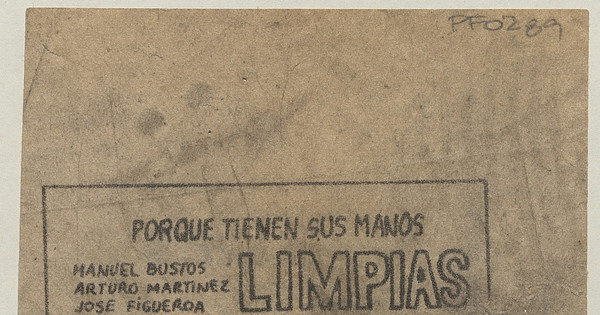 PF0289
PORQUE TIENEN SUS MANOS
LIMPIAS
MANUEL BUSTOS
ARTURO MARTINEZ
JOSE FIGUEROA